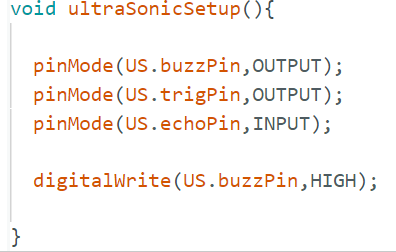 void ultraSonicSetup(){
pinMode(US.buzzPin,OUTPUT);
pinMode(US.trigPin,OUTPUT);
pinMode(US.echoPin,INPUT);
digitalWrite(US.buzzPin,HIGH);
}